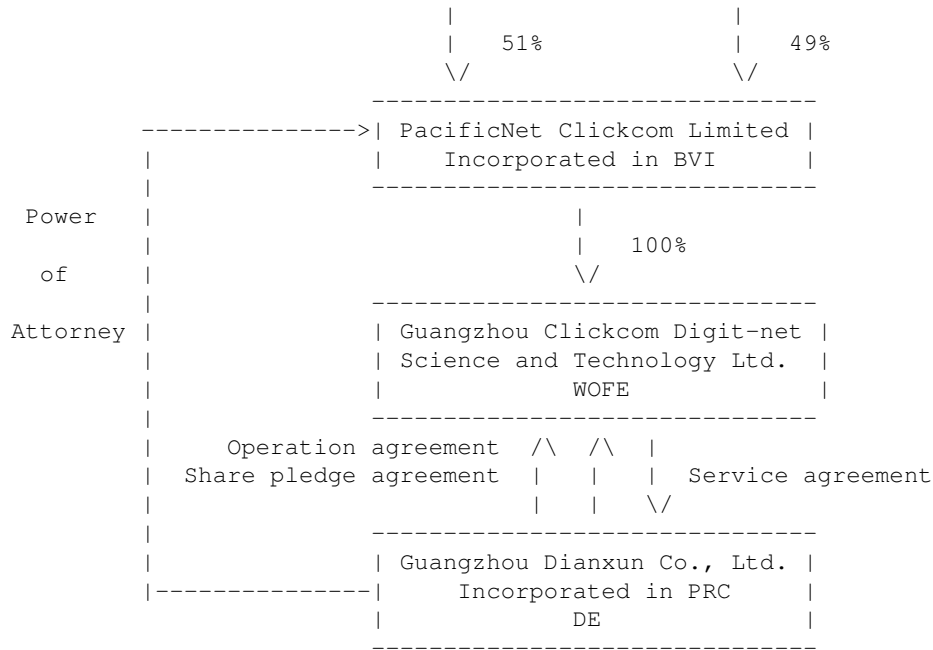 51% 49%
PacificNet Clickcom Limited
Incorporated in BVI
Power
100%
of
Attorney Guangzhou Clickcom Digit-net
Science and Technology Ltd.
WOFE
Operation agreement
Share pledge agreement Service agreement
Guangzhou Dianxun Co., Ltd.
Incorporated in PRC
DE